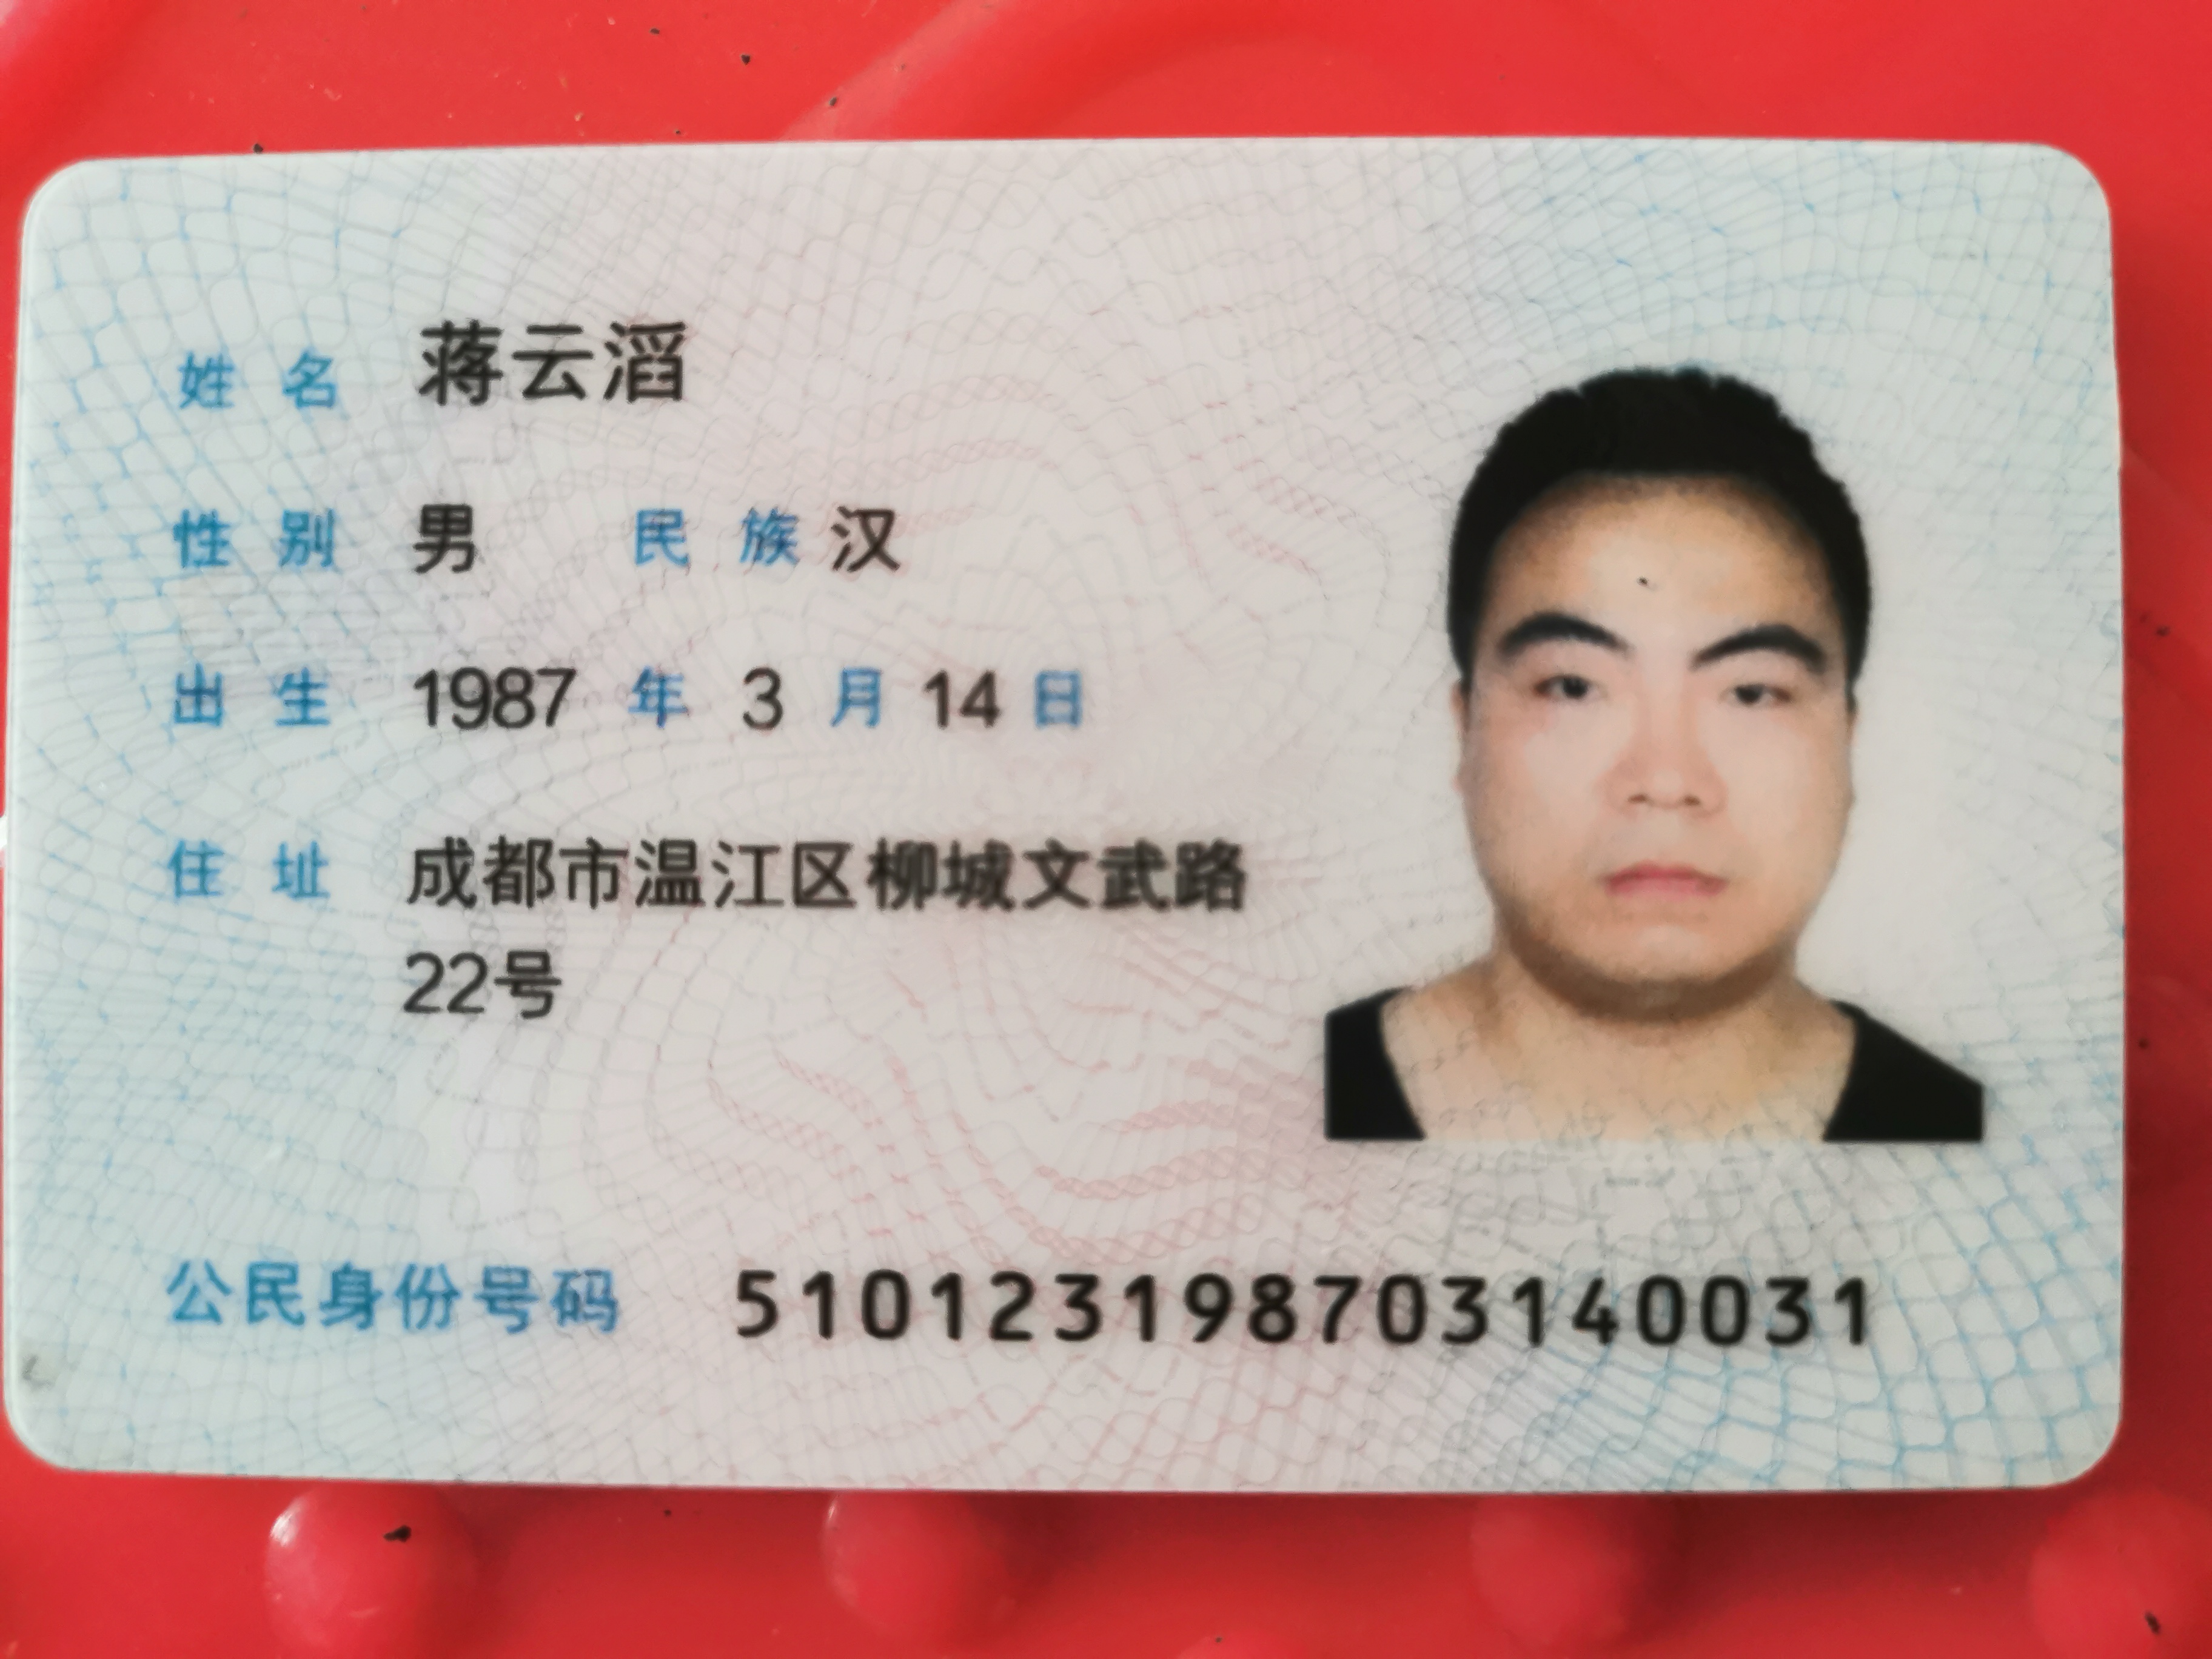 姓名 蒋云滔
性别 男 民族 汉
出生 1987 年 3 月 14 日
住址 成都市温江区柳城文武路
22号
公民身份号码 510123198703140031